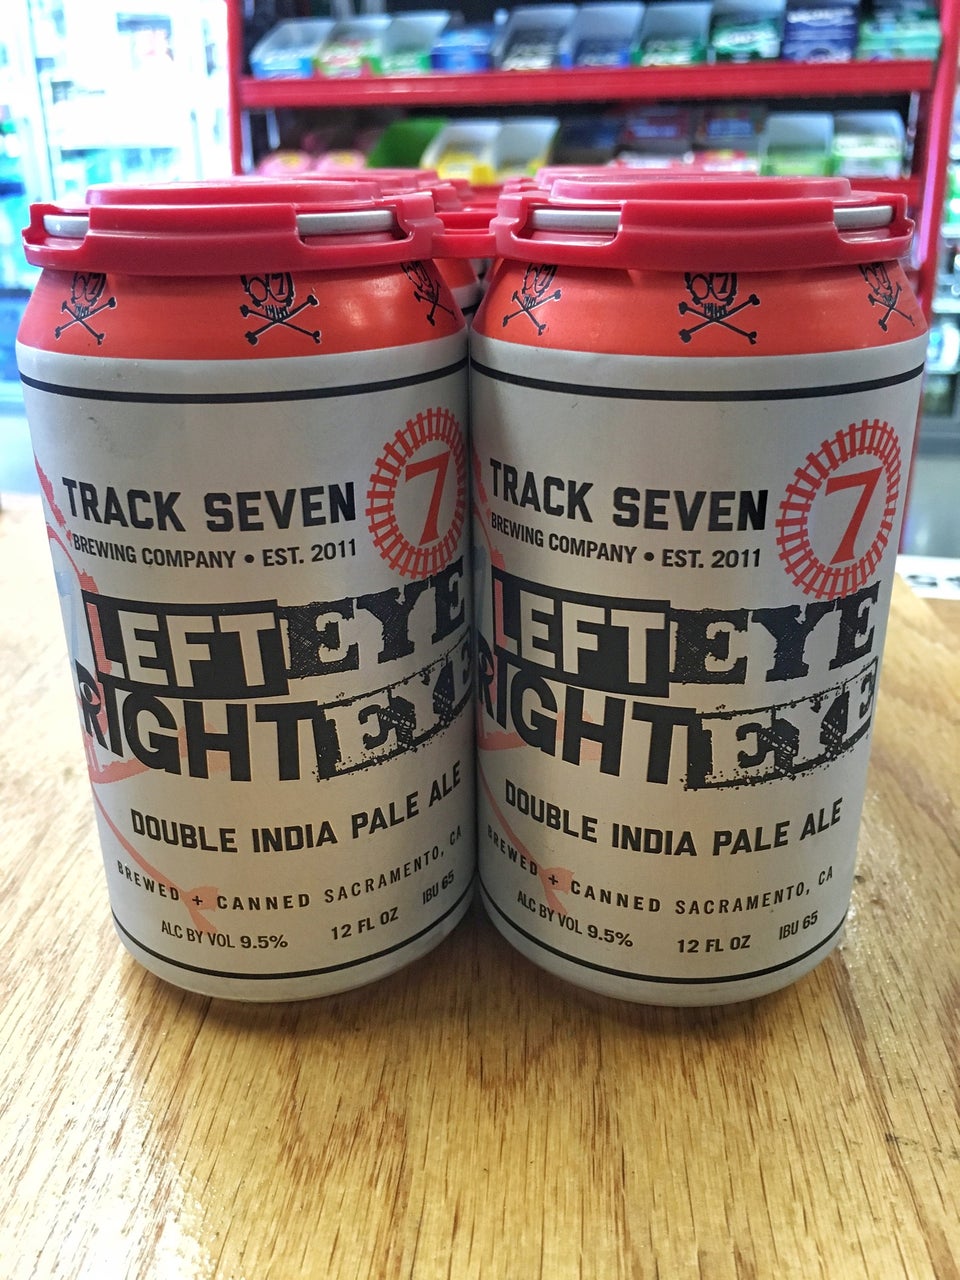 TRACK SEVEN
7
BREWING COMPANY • EST. 2011
LEFT EYE
RIGHT EYE
DOUBLE INDIA PALE ALE
BREWED + CANNED SACRAMENTO, CA
ALC BY VOL 9.5% 12 FL OZ IBU 65
TRACK SEVEN
7
BREWING COMPANY • EST. 2011
LEFT EYE
RIGHT EYE
DOUBLE INDIA PALE ALE
BREWED + CANNED SACRAMENTO, CA
ALC BY VOL 9.5% 12 FL OZ IBU 65